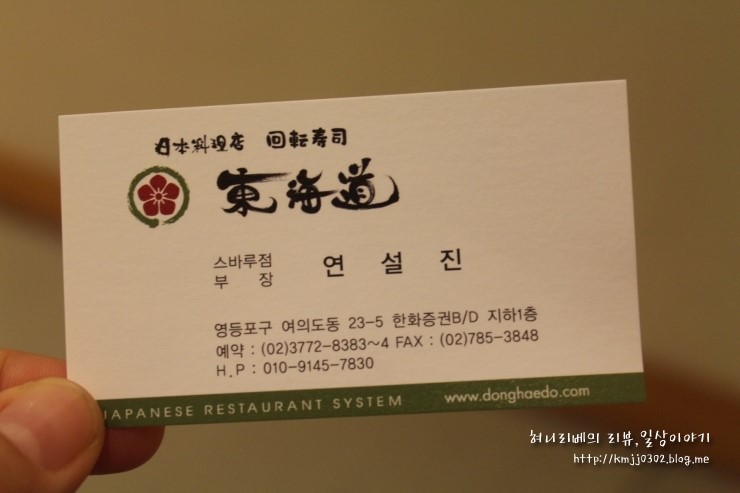 日本料理店 回転寿司
東海道
스바루점
부 장 연 설 진
영등포구 여의도동 23-5 한화증권B/D 지하1층
예약 : (02)3772-8383~4 FAX : (02)785-3848
H.P : 010-9145-7830
JAPANESE RESTAURANT SYSTEM www.donghaedo.com
허니리베의 리뷰,일상이야기
http://kmjj0302.blog.me